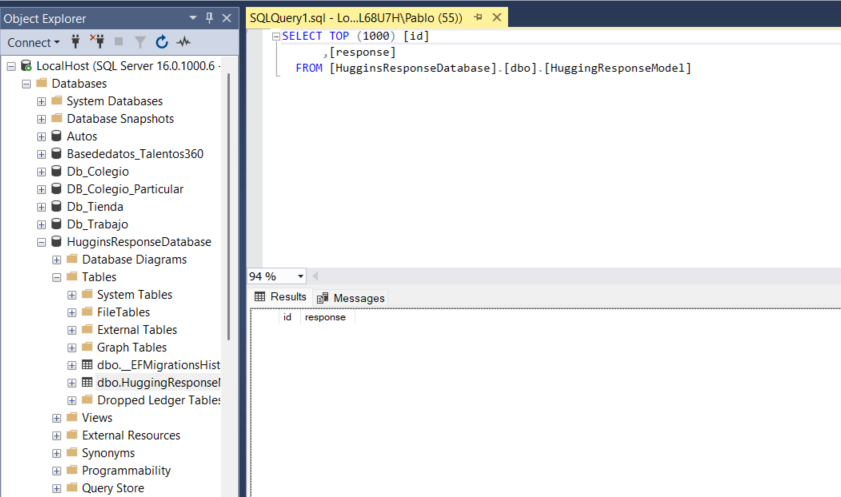 Object Explorer
Connect
LocalHost (SQL Server 16.0.1000.6 -
Databases
System Databases
Database Snapshots
Autos
Basededatos_Talentos360
Db_Colegio
DB_Colegio_Particular
Db_Tienda
Db_Trabajo
HugginsResponseDatabase
Database Diagrams
Tables
System Tables
FileTables
External Tables
Graph Tables
dbo.__EFMigrationsHist
dbo.HuggingResponseM
Dropped Ledger Tables
Views
External Resources
Synonyms
Programmability
Query Store
SQLQuery1.sql - Lo...L68U7H\Pablo (55))
SELECT TOP (1000) [id]
,[response]
FROM [HugginsResponseDatabase].[dbo].[HuggingResponseModel]
94 %
Results Messages
id response